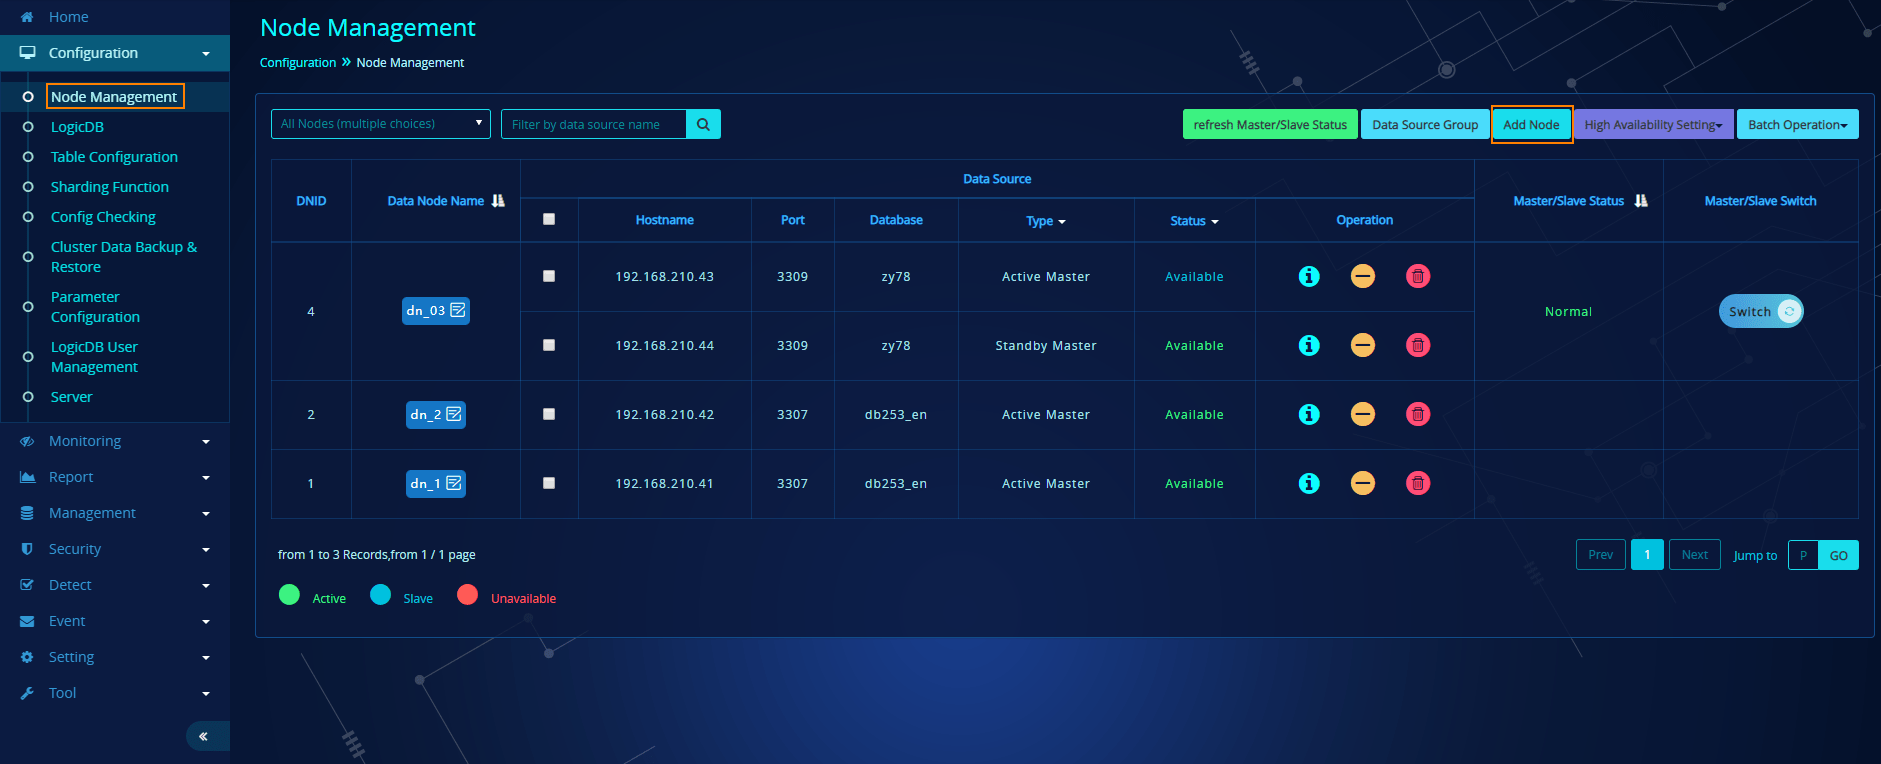 Home
Configuration
Node Management
LogicDB
Table Configuration
Sharding Function
Config Checking
Cluster Data Backup &
Restore
Parameter
Configuration
LogicDB User
Management
Server
Monitoring
Report
Management
Security
Detect
Event
Setting
Tool
Node Management
Configuration » Node Management
All Nodes (multiple choices) Filter by data source name refresh Master/Slave Status Data Source Group Add Node High Availability Setting Batch Operation
DNID Data Node Name Data Source Master/Slave Status Master/Slave Switch
Hostname Port Database Type Status Operation
4 dn_03 192.168.210.43 3309 zy78 Active Master Available Normal Switch
192.168.210.44 3309 zy78 Standby Master Available
2 dn_2 192.168.210.42 3307 db253_en Active Master Available
1 dn_1 192.168.210.41 3307 db253_en Active Master Available
from 1 to 3 Records,from 1 / 1 page Prev 1 Next Jump to P GO
Active Slave Unavailable